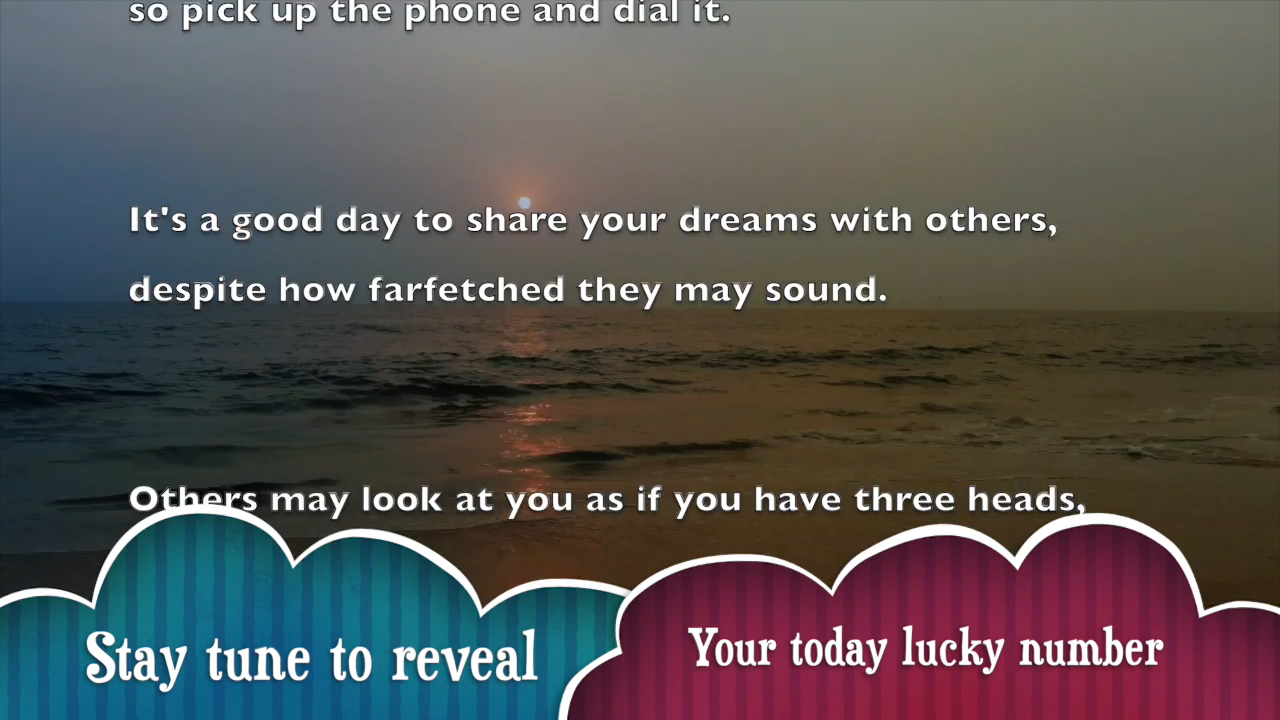 so pick up the phone and dial it.
It's a good day to share your dreams with others,
despite how farfetched they may sound.
Others may look at you as if you have three heads,
Stay tune to reveal
Your today lucky number